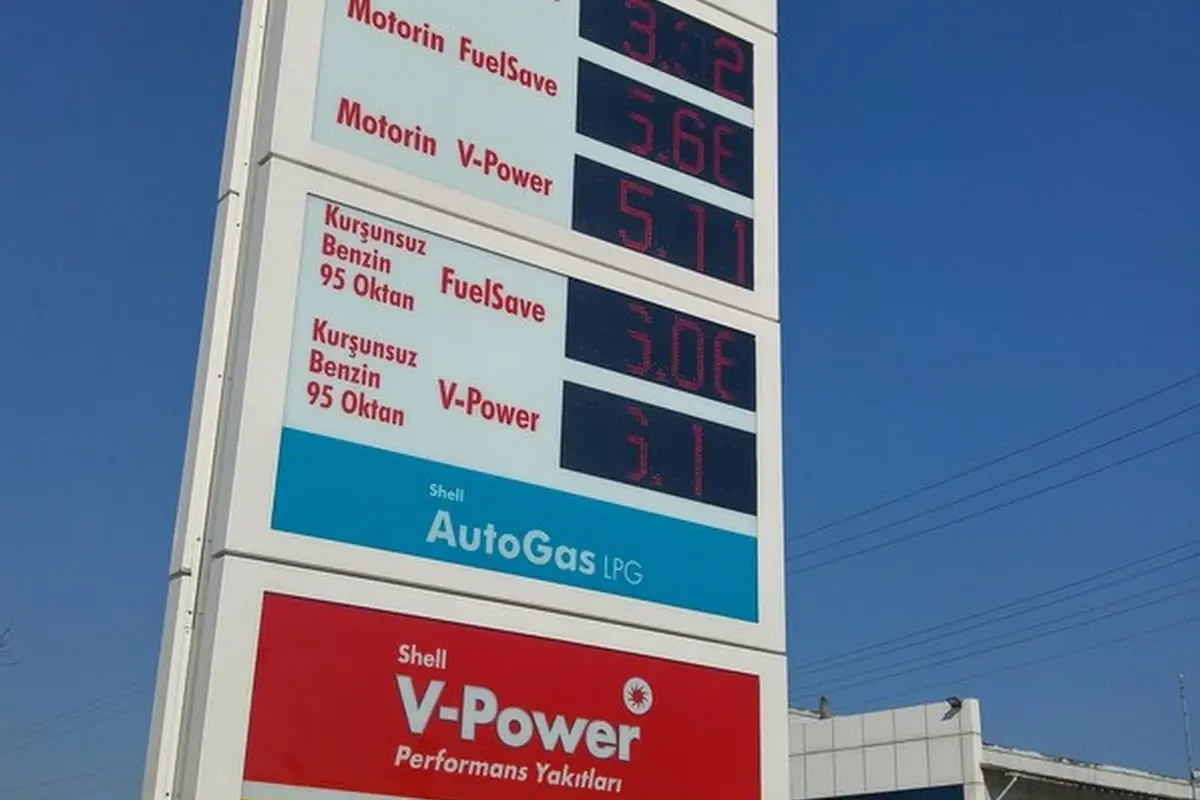 Motorin FuelSave
Motorin V-Power
5.11
Kurşunsuz
Benzin
95 Oktan
FuelSave
Kurşunsuz
Benzin
95 Oktan
V-Power
Shell
AutoGas LPG
Shell
V-Power
Performans Yakıtları